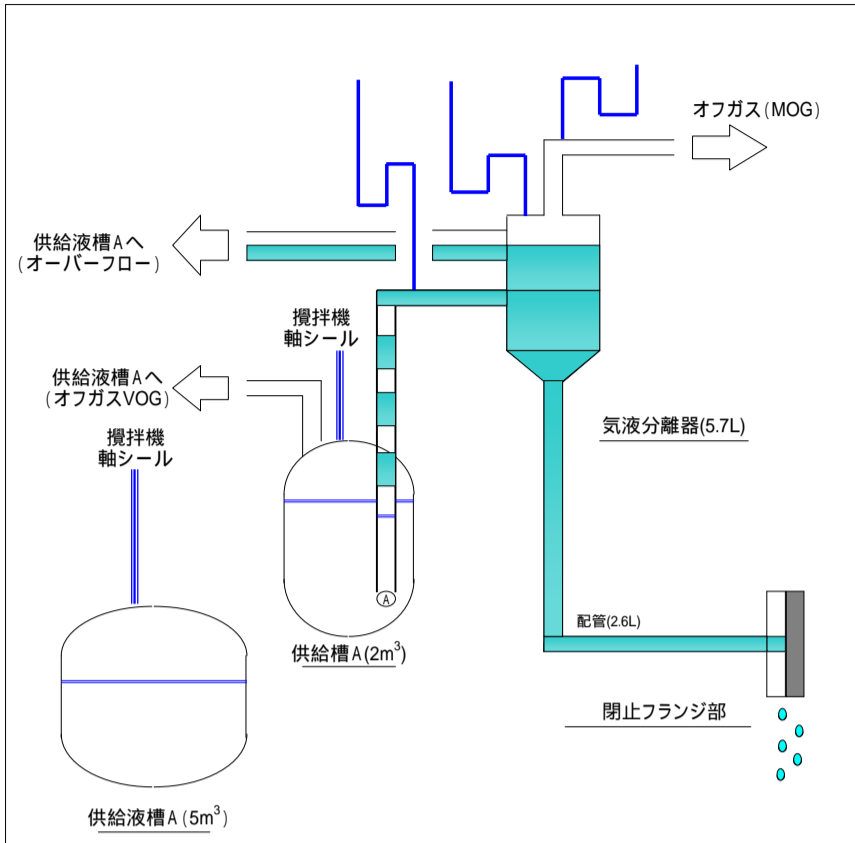 オフガス(MOG)
供給液槽Aへ
(オーバーフロー)
攪拌機
軸シール
供給液槽Aへ
(オフガスVOG)
気液分離器(5.7L)
攪拌機
軸シール
A
配管(2.6L)
供給槽A(2m³)
閉止フランジ部
供給液槽A(5m³)